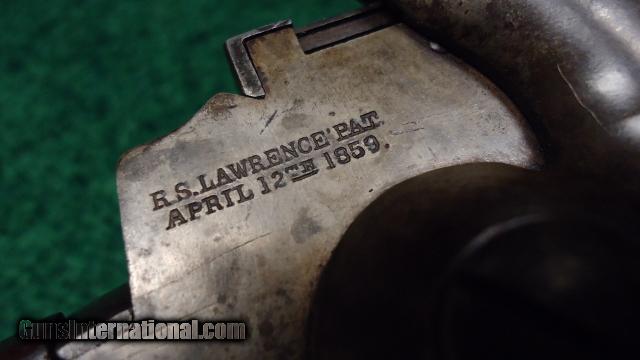 R.S. LAWRENCE' PAT.
APRIL 12TH 1859.
GunsInternational.com